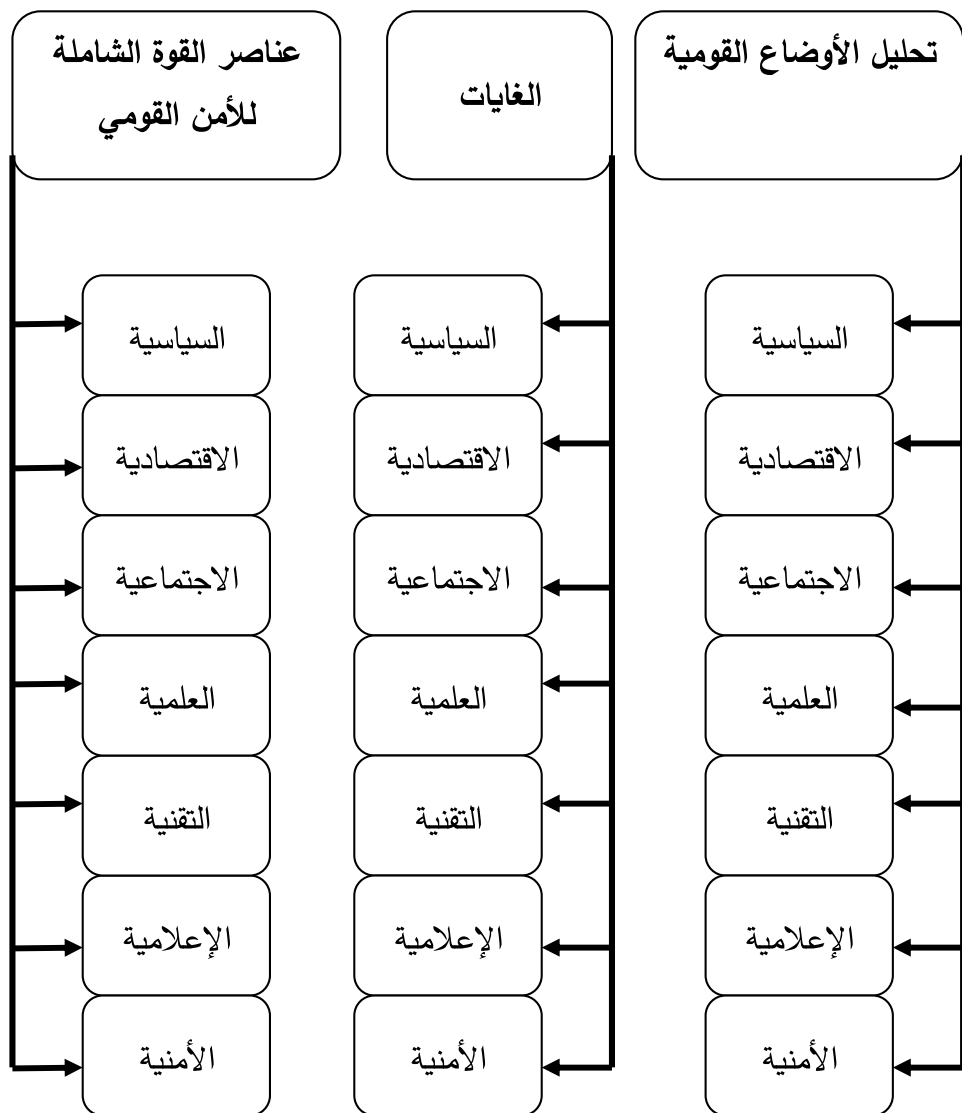 تحليل الأوضاع القومية
الغايات
عناصر القوة الشاملة
للأمن القومي
السياسية
السياسية
السياسية
الاقتصادية
الاقتصادية
الاقتصادية
الاجتماعية
الاجتماعية
الاجتماعية
العلمية
العلمية
العلمية
التقنية
التقنية
التقنية
الإعلامية
الإعلامية
الإعلامية
الأمنية
الأمنية
الأمنية